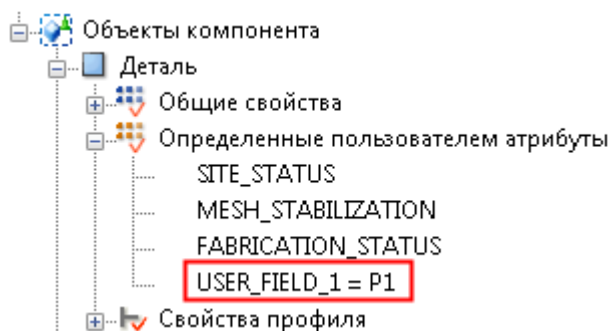 Объекты компонента
Деталь
Общие свойства
Определенные пользователем атрибуты
SITE_STATUS
MESH_STABILIZATION
FABRICATION_STATUS
USER_FIELD_1 = P1
Свойства профиля